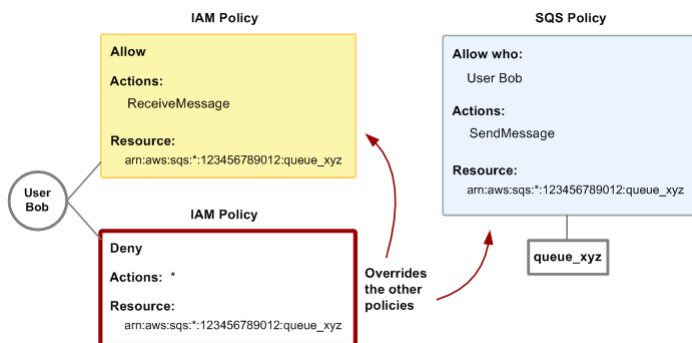 IAM Policy
Allow
Actions:
ReceiveMessage
Resource:
arn:aws:sqs:*:123456789012:queue_xyz
User
Bob
IAM Policy
Deny
Actions: *
Resource:
arn:aws:sqs:*:123456789012:queue_xyz
Overrides
the other
policies
SQS Policy
Allow who:
User Bob
Actions:
SendMessage
Resource:
arn:aws:sqs:*:123456789012:queue_xyz
queue_xyz